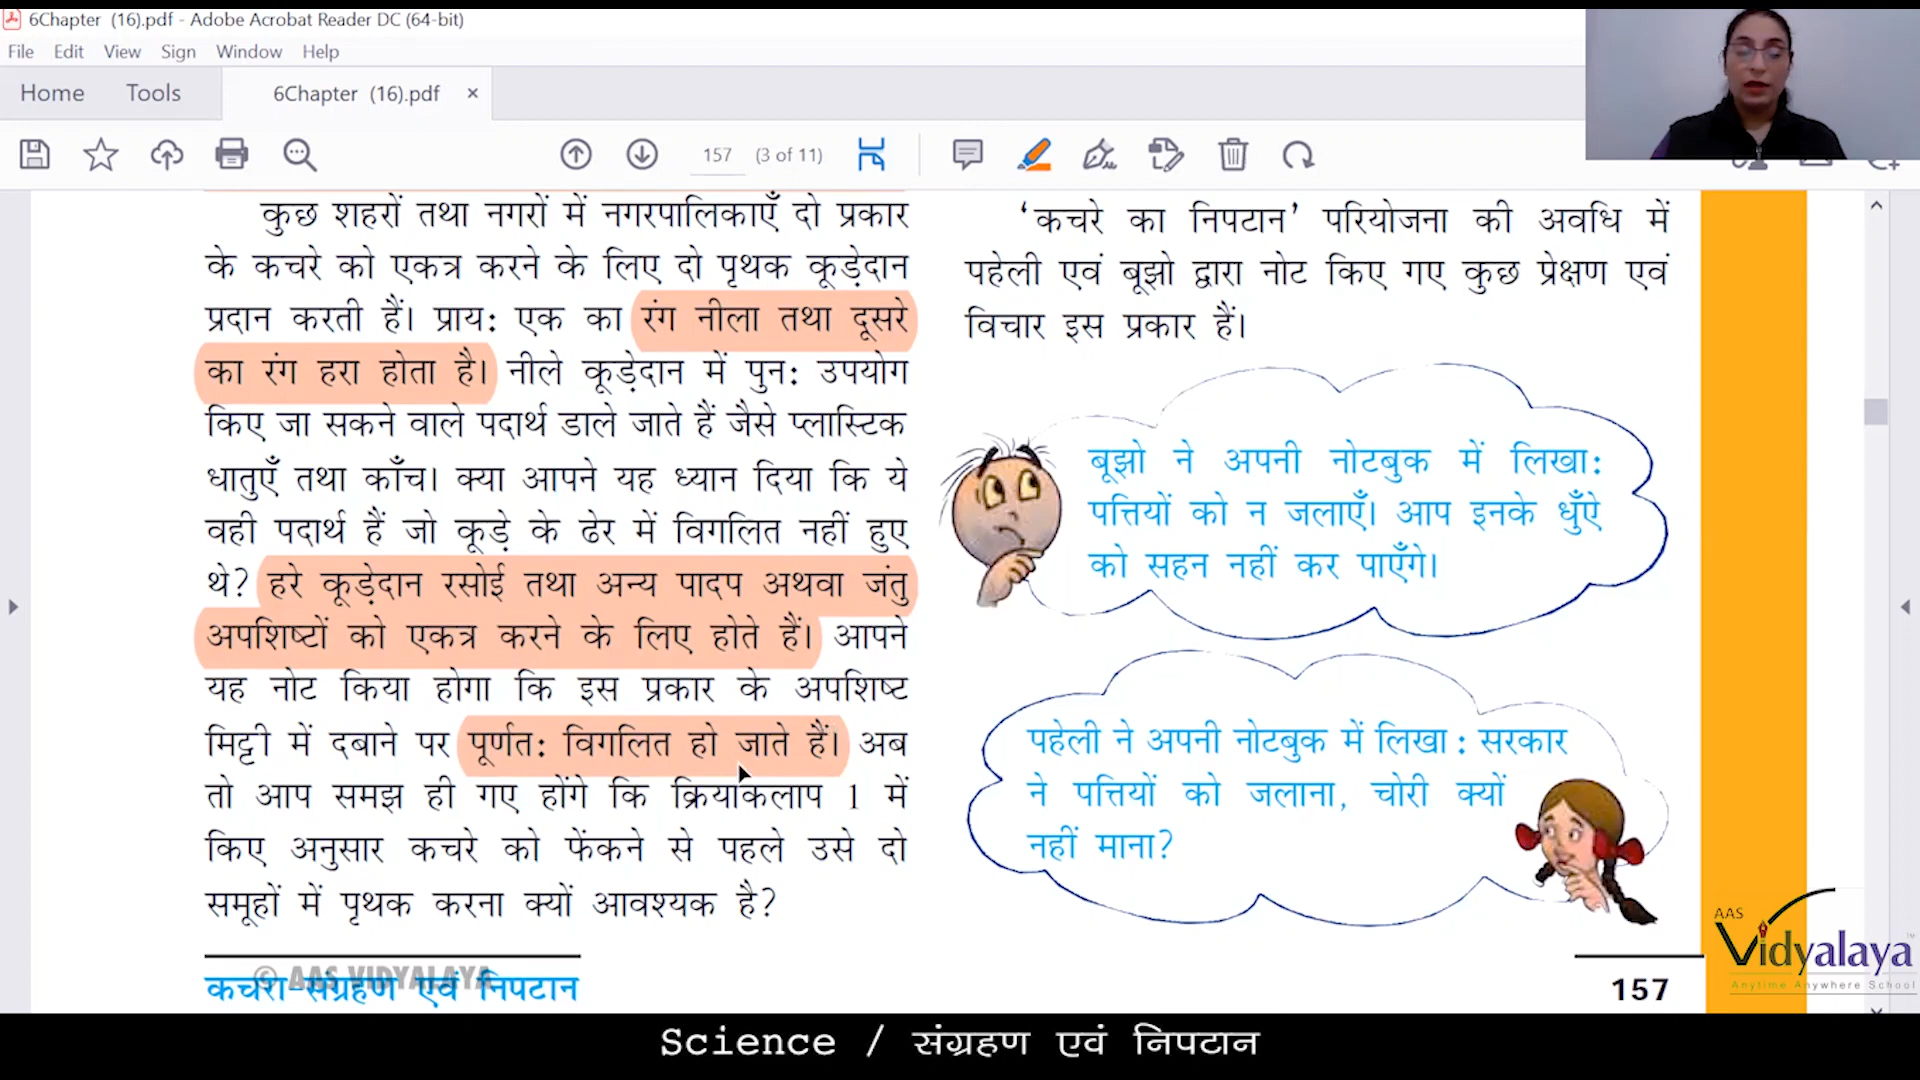 6Chapter (16).pdf - Adobe Acrobat Reader DC (64-bit)
File Edit View Sign Window Help
Home Tools 6Chapter (16).pdf ×
157 (3 of 11)
कुछ शहरों तथा नगरों में नगरपालिकाएँ दो प्रकार
के कचरे को एकत्र करने के लिए दो पृथक कूड़ेदान
प्रदान करती हैं। प्राय: एक का रंग नीला तथा दूसरे
का रंग हरा होता है। नीले कूड़ेदान में पुन: उपयोग
किए जा सकने वाले पदार्थ डाले जाते हैं जैसे प्लास्टिक
धातुएँ तथा काँच। क्या आपने यह ध्यान दिया कि ये
वही पदार्थ हैं जो कूड़े के ढेर में विगलित नहीं हुए
थे? हरे कूड़ेदान रसोई तथा अन्य पादप अथवा जंतु
अपशिष्टों को एकत्र करने के लिए होते हैं। आपने
यह नोट किया होगा कि इस प्रकार के अपशिष्ट
मिट्टी में दबाने पर पूर्णत: विगलित हो जाते हैं। अब
तो आप समझ ही गए होंगे कि क्रियाकलाप 1 में
किए अनुसार कचरे को फेंकने से पहले उसे दो
समूहों में पृथक करना क्यों आवश्यक है?
‘कचरे का निपटान’ परियोजना की अवधि में
पहेली एवं बूझो द्वारा नोट किए गए कुछ प्रेक्षण एवं
विचार इस प्रकार हैं।
बूझो ने अपनी नोटबुक में लिखा:
पत्तियों को न जलाएँ। आप इनके धुँऐ
को सहन नहीं कर पाएँगे।
पहेली ने अपनी नोटबुक में लिखा : सरकार
ने पत्तियों को जलाना, चोरी क्यों
नहीं माना?
© AAS VIDYALAYA
कचरा-संग्रहण एवं निपटान
157
AAS
Vidyalaya
Anytime Anywhere School
Science / संग्रहण एवं निपटान